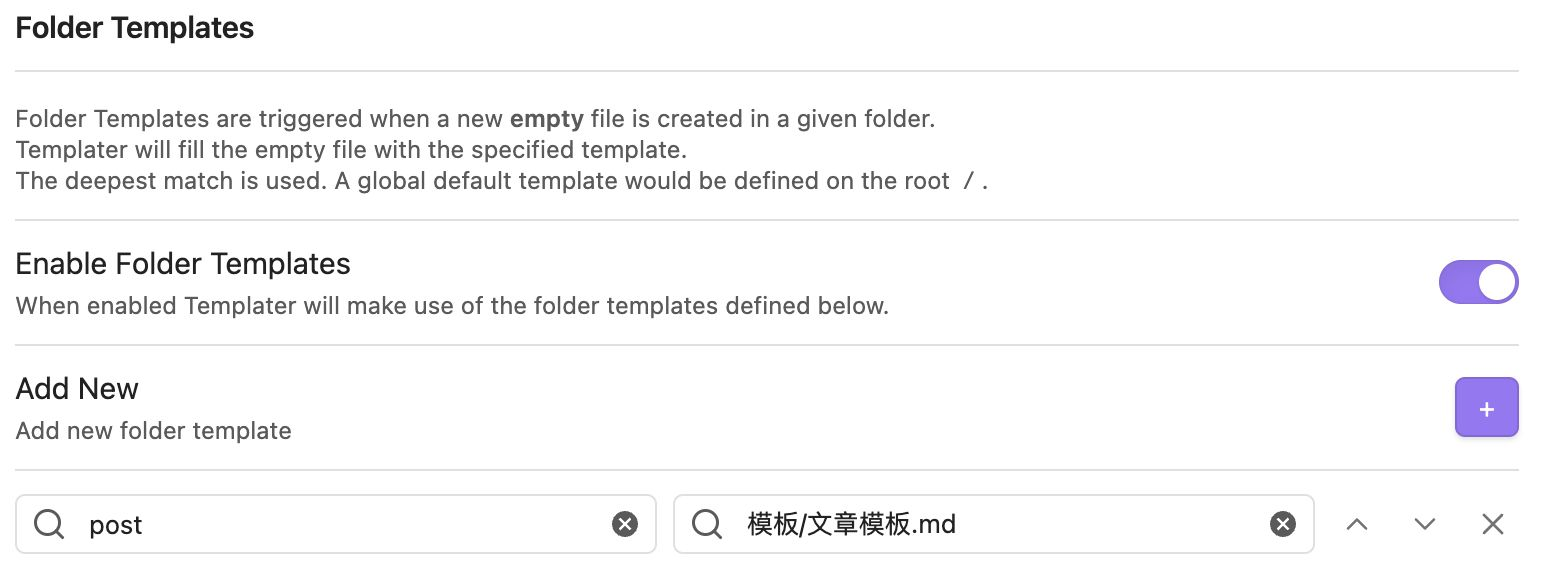 Folder Templates
Folder Templates are triggered when a new empty file is created in a given folder.
Templater will fill the empty file with the specified template.
The deepest match is used. A global default template would be defined on the root / .
Enable Folder Templates
When enabled Templater will make use of the folder templates defined below.
Add New
+
Add new folder template
post 模板/文章模板.md